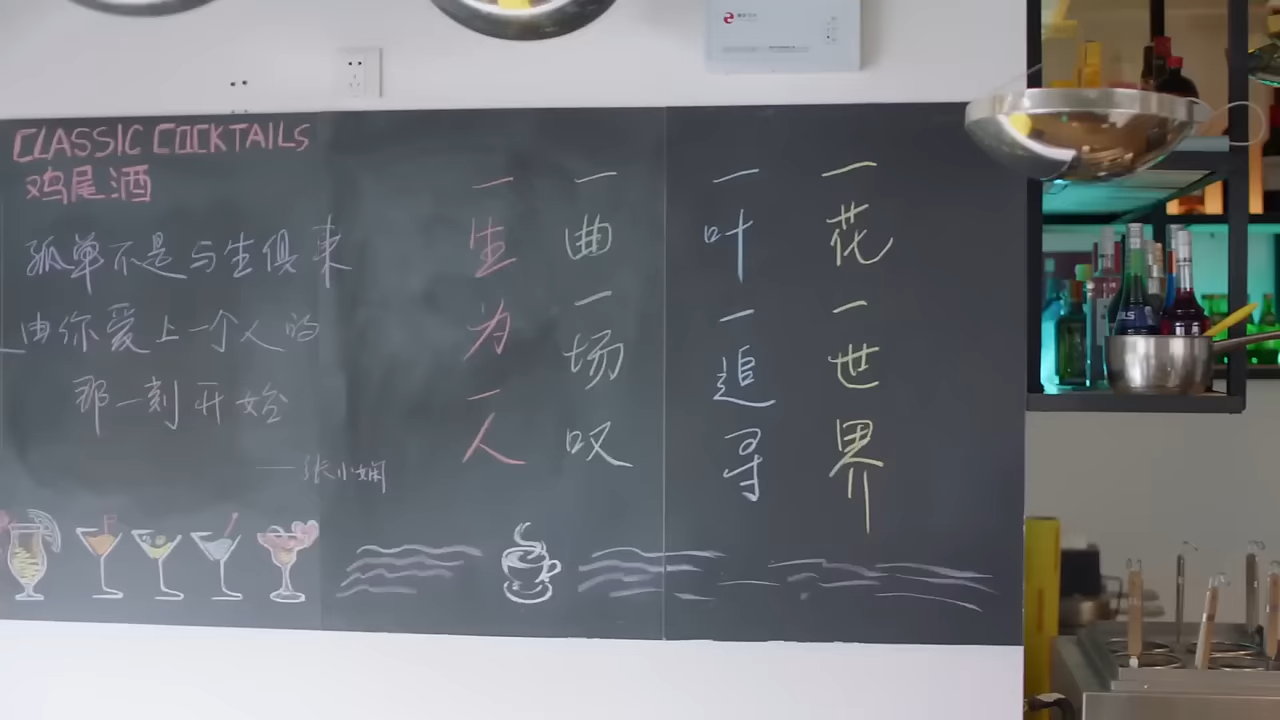 CLASSIC COCKTAILS
鸡尾酒
孤单不是与生俱来
由你爱上一个人的
那一刻开始
——张小娴
一花一世界
一叶一追寻
一曲一场叹
一生为一人